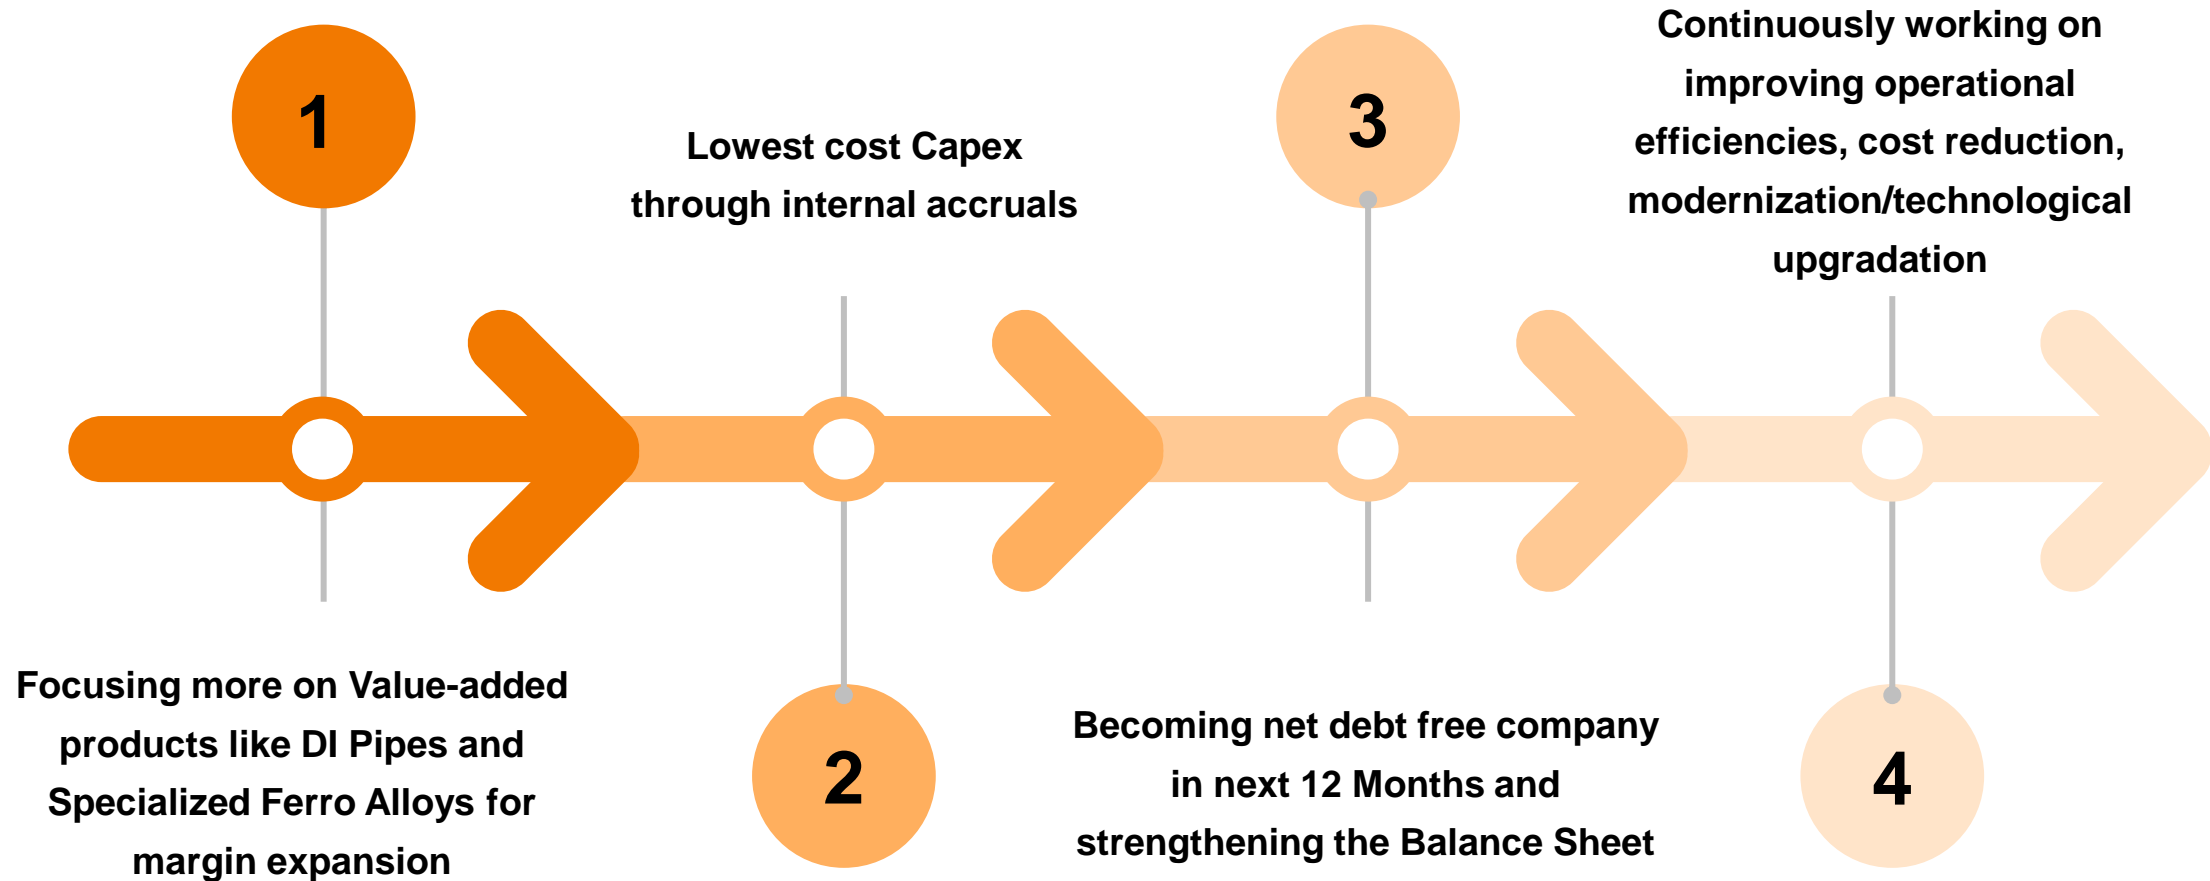 1
Focusing more on Value-added
products like DI Pipes and
Specialized Ferro Alloys for
margin expansion
Lowest cost Capex
through internal accruals
2
3
Becoming net debt free company
in next 12 Months and
strengthening the Balance Sheet
Continuously working on
improving operational
efficiencies, cost reduction,
modernization/technological
upgradation
4